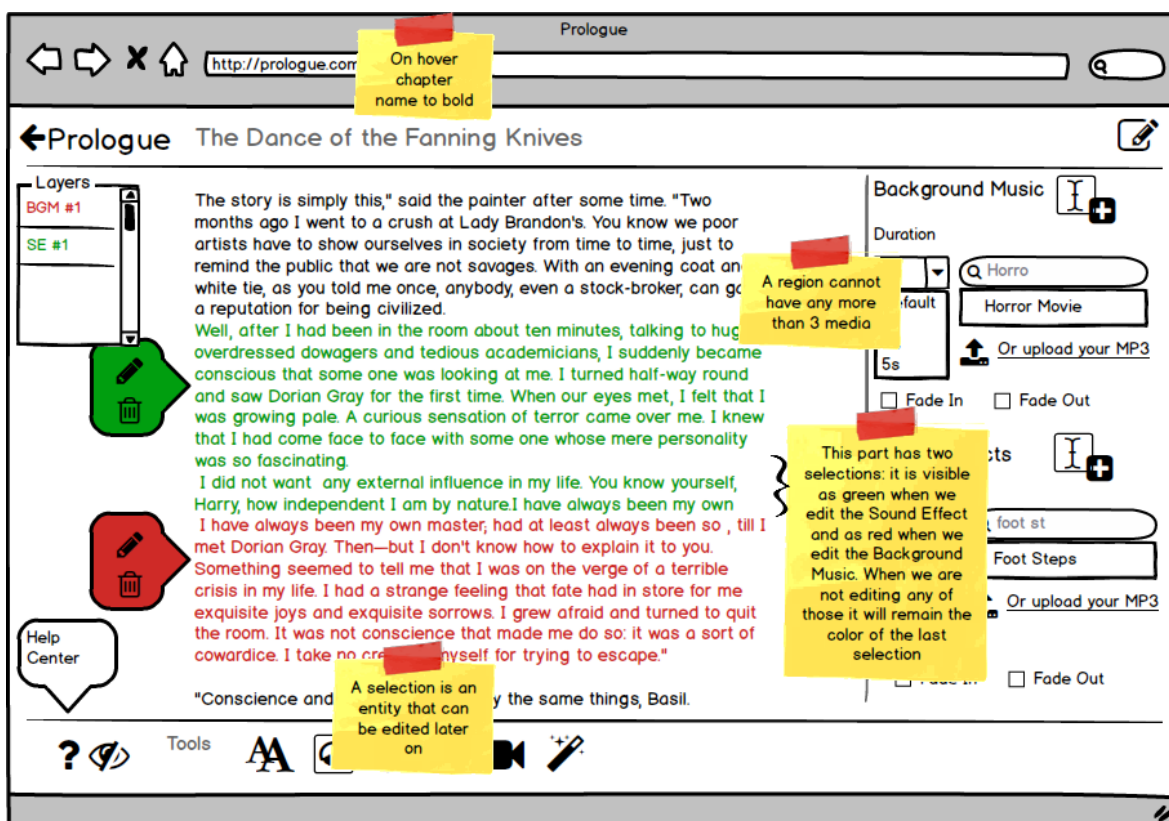 Prologue
http://prologue.com
On hover
chapter
name to bold
Prologue
The Dance of the Fanning Knives
Layers
BGM #1
SE #1
The story is simply this," said the painter after some time. "Two
months ago I went to a crush at Lady Brandon's. You know we poor
artists have to show ourselves in society from time to time, just to
remind the public that we are not savages. With an evening coat
white tie, as you told me once, anybody, even a stock-broker, can
a reputation for being civilized.
Well, after I had been in the room about ten minutes, talking to
overdressed dowagers and tedious academicians, I suddenly became
conscious that some one was looking at me. I turned half-way round
and saw Dorian Gray for the first time. When our eyes met, I felt that I
was growing pale. A curious sensation of terror came over me. I knew
that I had come face to face with some one whose mere personality
was so fascinating.
I did not want any external influence in my life. You know yourself,
Harry, how independent I am by nature.I have always been my own
I have always been my own master; had at least always been so , till I
met Dorian Gray. Then—but I don't know how to explain it to you.
Something seemed to tell me that I was on the verge of a terrible
crisis in my life. I had a strange feeling that fate had in store for me
exquisite joys and exquisite sorrows. I grew afraid and turned to quit
the room. It was not conscience that made me do so: it was a sort of
cowardice. I take no myself for trying to escape."
"Conscience and the same things, Basil.
A selection is an
entity that can
be edited later
on
Background Music
Duration
Horro
Horror Movie
5s
Or upload your MP3
Fade In
Fade Out
A region cannot
have any more
than 3 media
foot st
Foot Steps
Or upload your MP3
Fade Out
This part has two
selections: it is visible
as green when we
edit the Sound Effect
and as red when we
edit the Background
Music. When we are
not editing any of
those it will remain the
color of the last
selection
Help
Center
?
Tools
AA